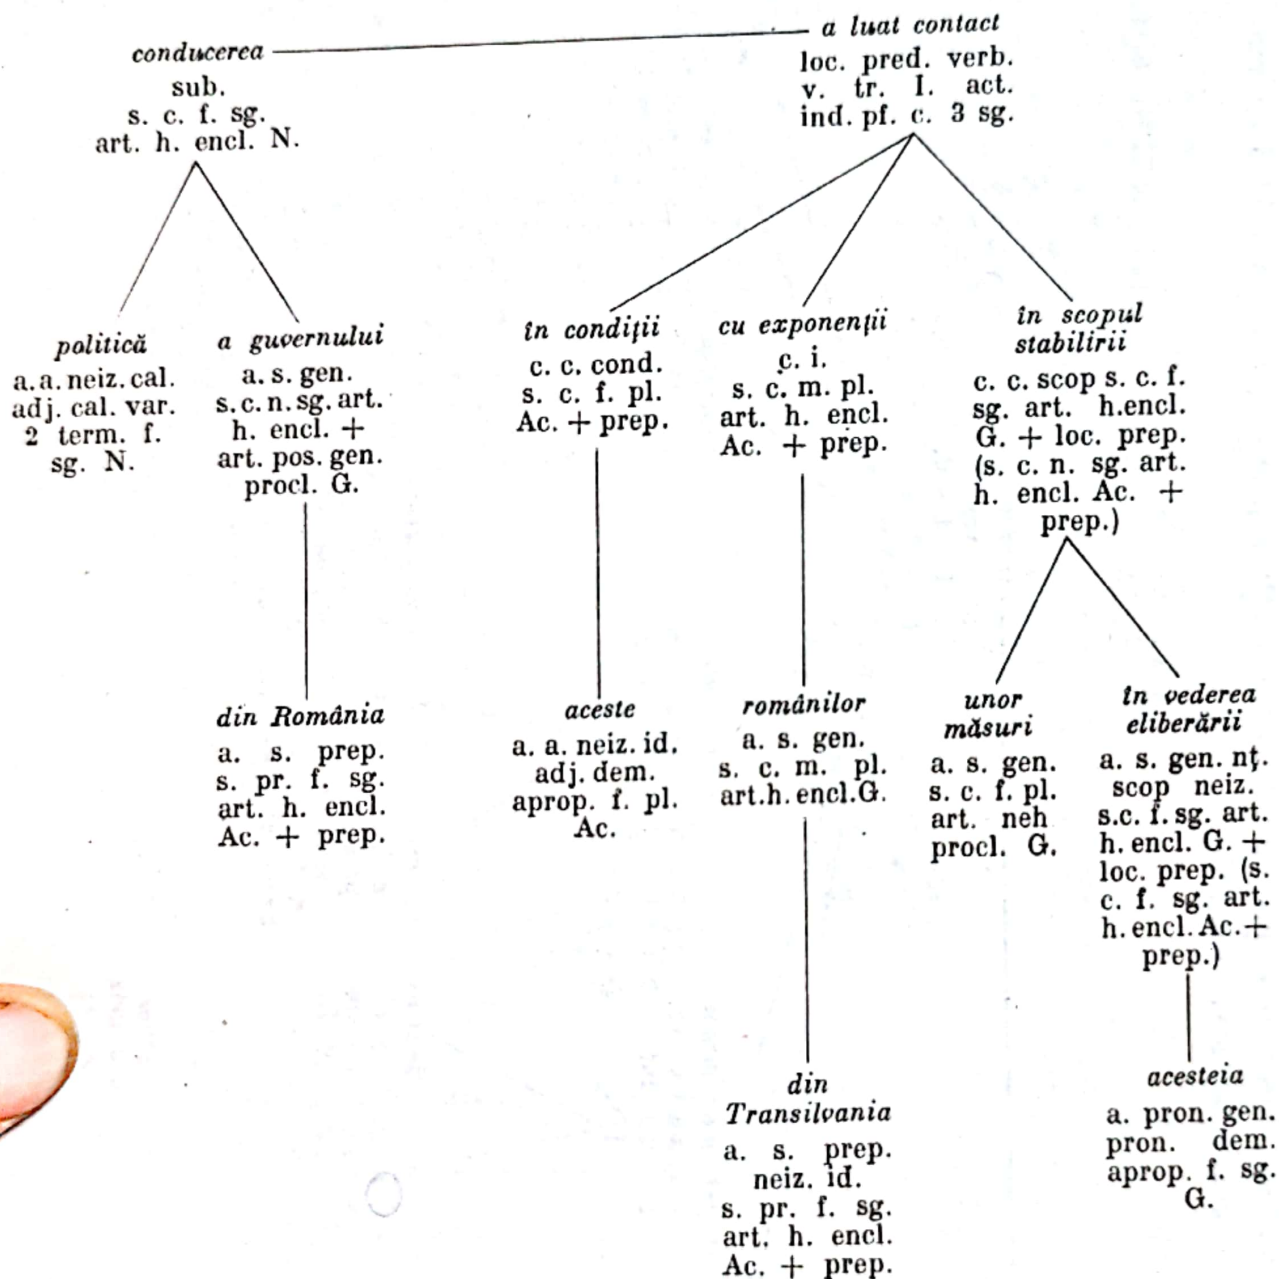 conducerea
sub.
s. c. f. sg.
art. h. encl. N.
a luat contact
loc. pred. verb.
v. tr. I. act.
ind. pf. c. 3 sg.
politică
a.a. neiz. cal.
adj. cal. var.
2 term. f.
sg. N.
a guvernului
a. s. gen.
s.c.n.sg.art.
h. encl. +
art. pos. gen.
procl. G.
în condiții
c. c. cond.
s. c. f. pl.
Ac. + prep.
cu exponenții
c. i.
s. c. m. pl.
art. h. encl.
Ac. + prep.
în scopul
stabilirii
c. c. scop s. c. f.
sg. art. h.encl.
G. + loc. prep.
(s. c. n. sg. art.
h. encl. Ac. +
prep.)
din România
a. s. prep.
s. pr. f. sg.
art. h. encl.
Ac. + prep.
aceste
a. a. neiz. id.
adj. dem.
aprop. f. pl.
Ac.
românilor
a. s. gen.
s. c. m. pl.
art.h.encl.G.
unor
măsuri
a. s. gen.
s. c. f. pl.
art. neh
procl. G.
în vederea
eliberării
a. s. gen. nț.
scop neiz.
s.c. f. sg. art.
h. encl. G. +
loc. prep. (s.
c. f. sg. art.
h. encl. Ac.+
prep.)
din
Transilvania
a. s. prep.
neiz. id.
s. pr. f. sg.
art. h. encl.
Ac. + prep.
acesteia
a. pron. gen.
pron. dem.
aprop. f. sg.
G.